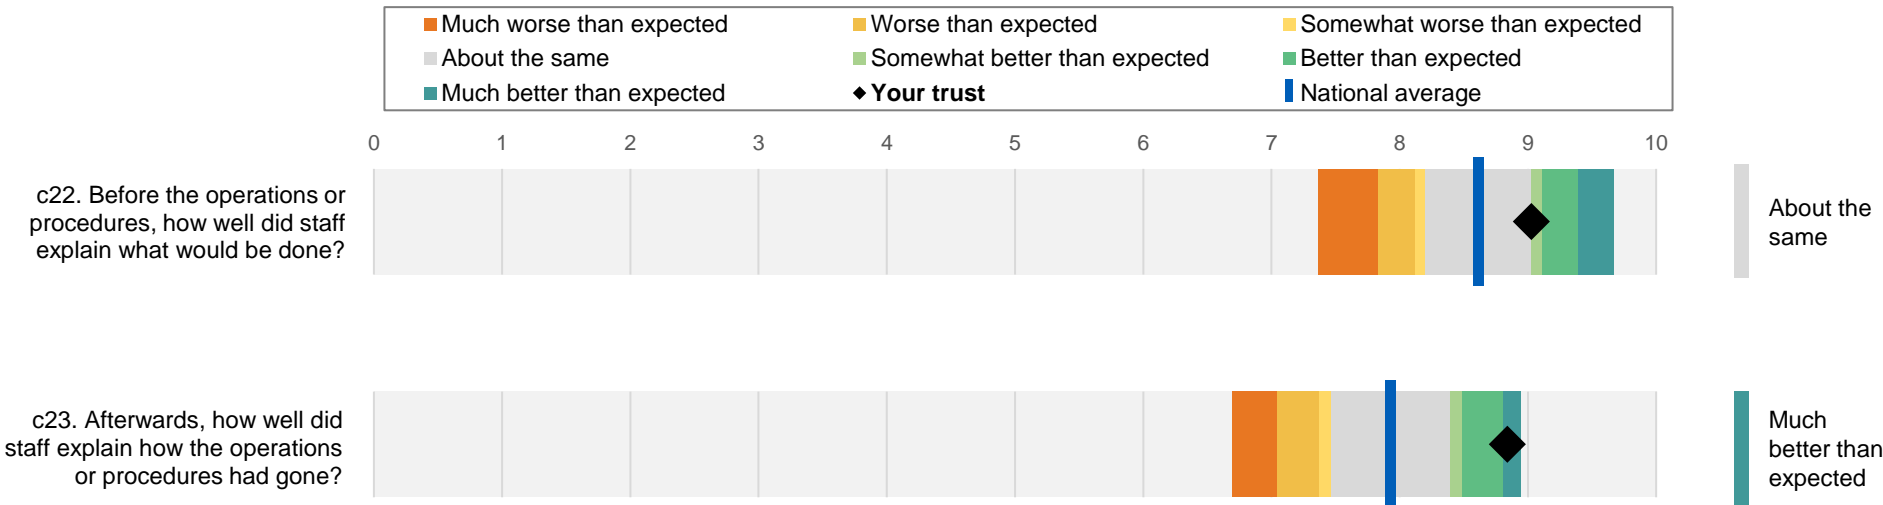 Much worse than expected
Worse than expected
Somewhat worse than expected
About the same
Somewhat better than expected
Better than expected
Much better than expected
Your trust
National average
0 1 2 3 4 5 6 7 8 9 10
c22. Before the operations or
procedures, how well did staff
explain what would be done?
About the
same
c23. Afterwards, how well did
staff explain how the operations
or procedures had gone?
Much
better than
expected